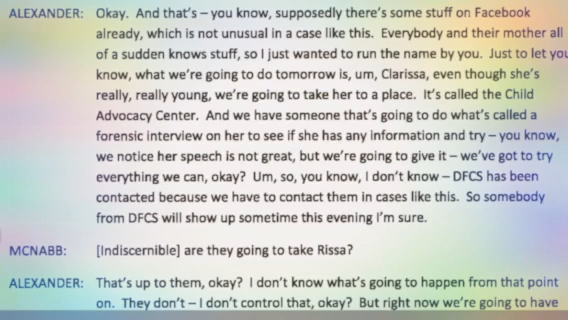 ALEXANDER: Okay. And that's – you know, supposedly there's some stuff on Facebook
already, which is not unusual in a case like this. Everybody and their mother all
of a sudden knows stuff, so I just wanted to run the name by you. Just to let you
know, what we're going to do tomorrow is, um, Clarissa, even though she's
really, really young, we're going to take her to a place. It's called the Child
Advocacy Center. And we have someone that's going to do what's called a
forensic interview on her to see if she has any information and try – you know,
we notice her speech is not great, but we're going to give it – we've got to try
everything we can, okay? Um, so, you know, I don't know – DFCS has been
contacted because we have to contact them in cases like this. So somebody
from DFCS will show up sometime this evening I'm sure.
MCNABB: [Indiscernible] are they going to take Rissa?
ALEXANDER: That's up to them, okay? I don't know what's going to happen from that point
on. They don't – I don't control that, okay? But right now we're going to have